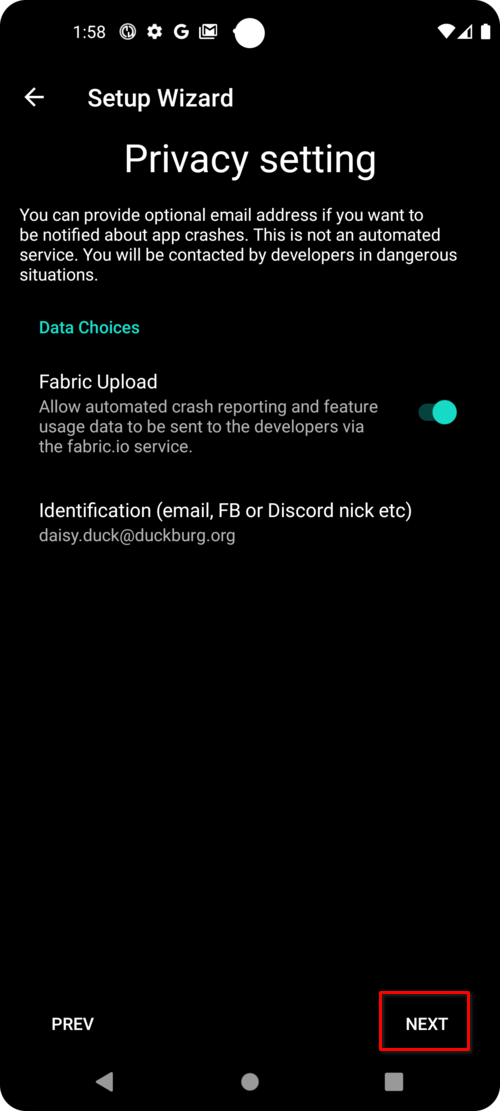 1:58
Setup Wizard
Privacy setting
You can provide optional email address if you want to
be notified about app crashes. This is not an automated
service. You will be contacted by developers in dangerous
situations.
Data Choices
Fabric Upload
Allow automated crash reporting and feature
usage data to be sent to the developers via
the fabric.io service.
Identification (email, FB or Discord nick etc)
daisy.duck@duckburg.org
PREV
NEXT